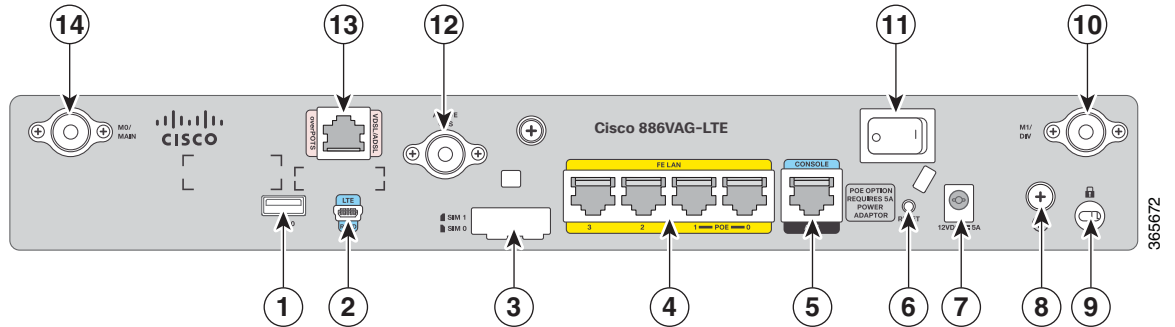 14
13
12
11
10
M0/
MAIN
CISCO
overPOTS
VDSL/ADSL
Cisco 886VAG-LTE
M1/
DIV
LTE
SIM 1
SIM 0
FE LAN
3
2
1
POE
0
CONSOLE
POE OPTION
REQUIRES 5A
POWER
ADAPTOR
5A
365672
1
2
3
4
5
6
7
8
9